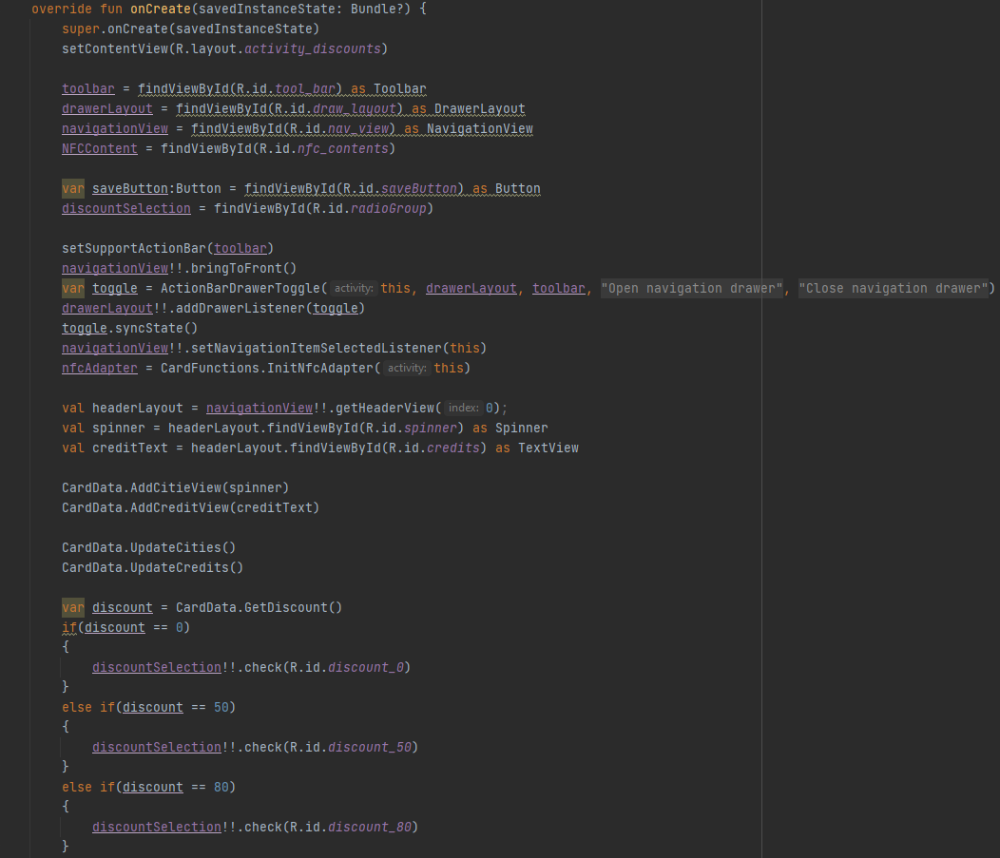 override fun onCreate(savedInstanceState: Bundle?) {
    super.onCreate(savedInstanceState)
    setContentView(R.layout.activity_discounts)

    toolbar = findViewById(R.id.tool_bar) as Toolbar
    drawerLayout = findViewById(R.id.draw_layout) as DrawerLayout
    navigationView = findViewById(R.id.nav_view) as NavigationView
    NFCContent = findViewById(R.id.nfc_contents)

    var saveButton:Button = findViewById(R.id.saveButton) as Button
    discountSelection = findViewById(R.id.radioGroup)

    setSupportActionBar(toolbar)
    navigationView!!.bringToFront()
    var toggle = ActionBarDrawerToggle( activity: this, drawerLayout, toolbar, "Open navigation drawer", "Close navigation drawer")
    drawerLayout!!.addDrawerListener(toggle)
    toggle.syncState()
    navigationView!!.setNavigationItemSelectedListener(this)
    nfcAdapter = CardFunctions.InitNfcAdapter( activity: this)

    val headerLayout = navigationView!!.getHeaderView( index: 0);
    val spinner = headerLayout.findViewById(R.id.spinner) as Spinner
    val creditText = headerLayout.findViewById(R.id.credits) as TextView

    CardData.AddCitieView(spinner)
    CardData.AddCreditView(creditText)

    CardData.UpdateCities()
    CardData.UpdateCredits()

    var discount = CardData.GetDiscount()
    if(discount == 0)
    {
        discountSelection!!.check(R.id.discount_0)
    }
    else if(discount == 50)
    {
        discountSelection!!.check(R.id.discount_50)
    }
    else if(discount == 80)
    {
        discountSelection!!.check(R.id.discount_80)
    }